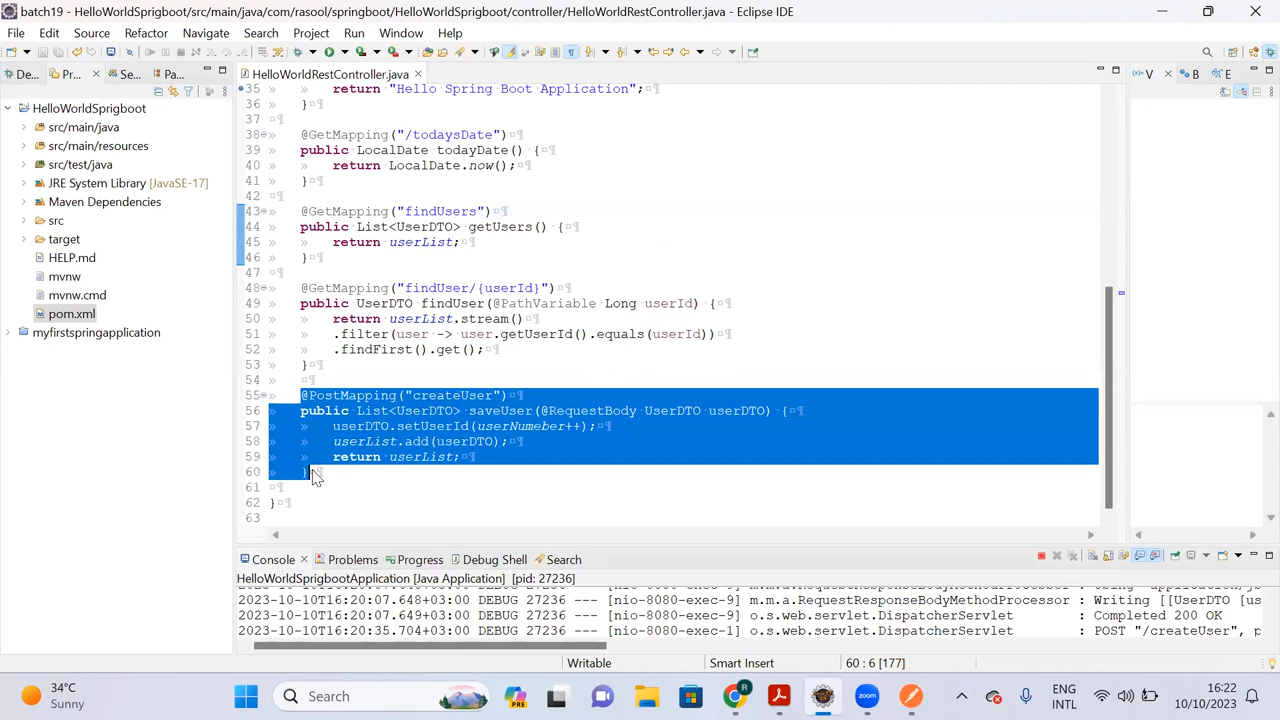 batch19 - HelloWorldSprigboot/src/main/java/com/rasool/springboot/HelloWorldSprigboot/controller/HelloWorldRestController.java - Eclipse IDE
File Edit Source Refactor Navigate Search Project Run Window Help
De... Pr... Se... Pa...
HelloWorldRestController.java
V B E
HelloWorldSprigboot
src/main/java
src/main/resources
src/test/java
JRE System Library [JavaSE-17]
Maven Dependencies
src
target
HELP.md
mvnw
mvnw.cmd
pom.xml
myfirstspringapplication
35 return "Hello Spring Boot Application";
36 }
37
38 @GetMapping("/todaysDate")
39 public LocalDate todayDate() {
40 return LocalDate.now();
41 }
42
43 @GetMapping("findUsers")
44 public List<UserDTO> getUsers() {
45 return userList;
46 }
47
48 @GetMapping("findUser/{userId}")
49 public UserDTO findUser(@PathVariable Long userId) {
50 return userList.stream()
51 .filter(user -> user.getUserId().equals(userId))
52 .findFirst().get();
53 }
54
55 @PostMapping("createUser")
56 public List<UserDTO> saveUser(@RequestBody UserDTO userDTO) {
57 userDTO.setUserId(userNumeber++);
58 userList.add(userDTO);
59 return userList;
60 }
61
62 }
63
Console Problems Progress Debug Shell Search
HelloWorldSprigbootApplication [Java Application] [pid: 27236]
2023-10-10T16:20:07.648+03:00 DEBUG 27236 --- [nio-8080-exec-9] m.m.a.RequestResponseBodyMethodProcessor : Writing [[UserDTO [us
2023-10-10T16:20:07.648+03:00 DEBUG 27236 --- [nio-8080-exec-9] o.s.web.servlet.DispatcherServlet : Completed 200 OK
2023-10-10T16:20:35.704+03:00 DEBUG 27236 --- [nio-8080-exec-1] o.s.web.servlet.DispatcherServlet : POST "/createUser", p
Writable Smart Insert 60 : 6 [177]
34°C
Sunny
Search
PRE
R
ENG
INTL
16:22
10/10/2023